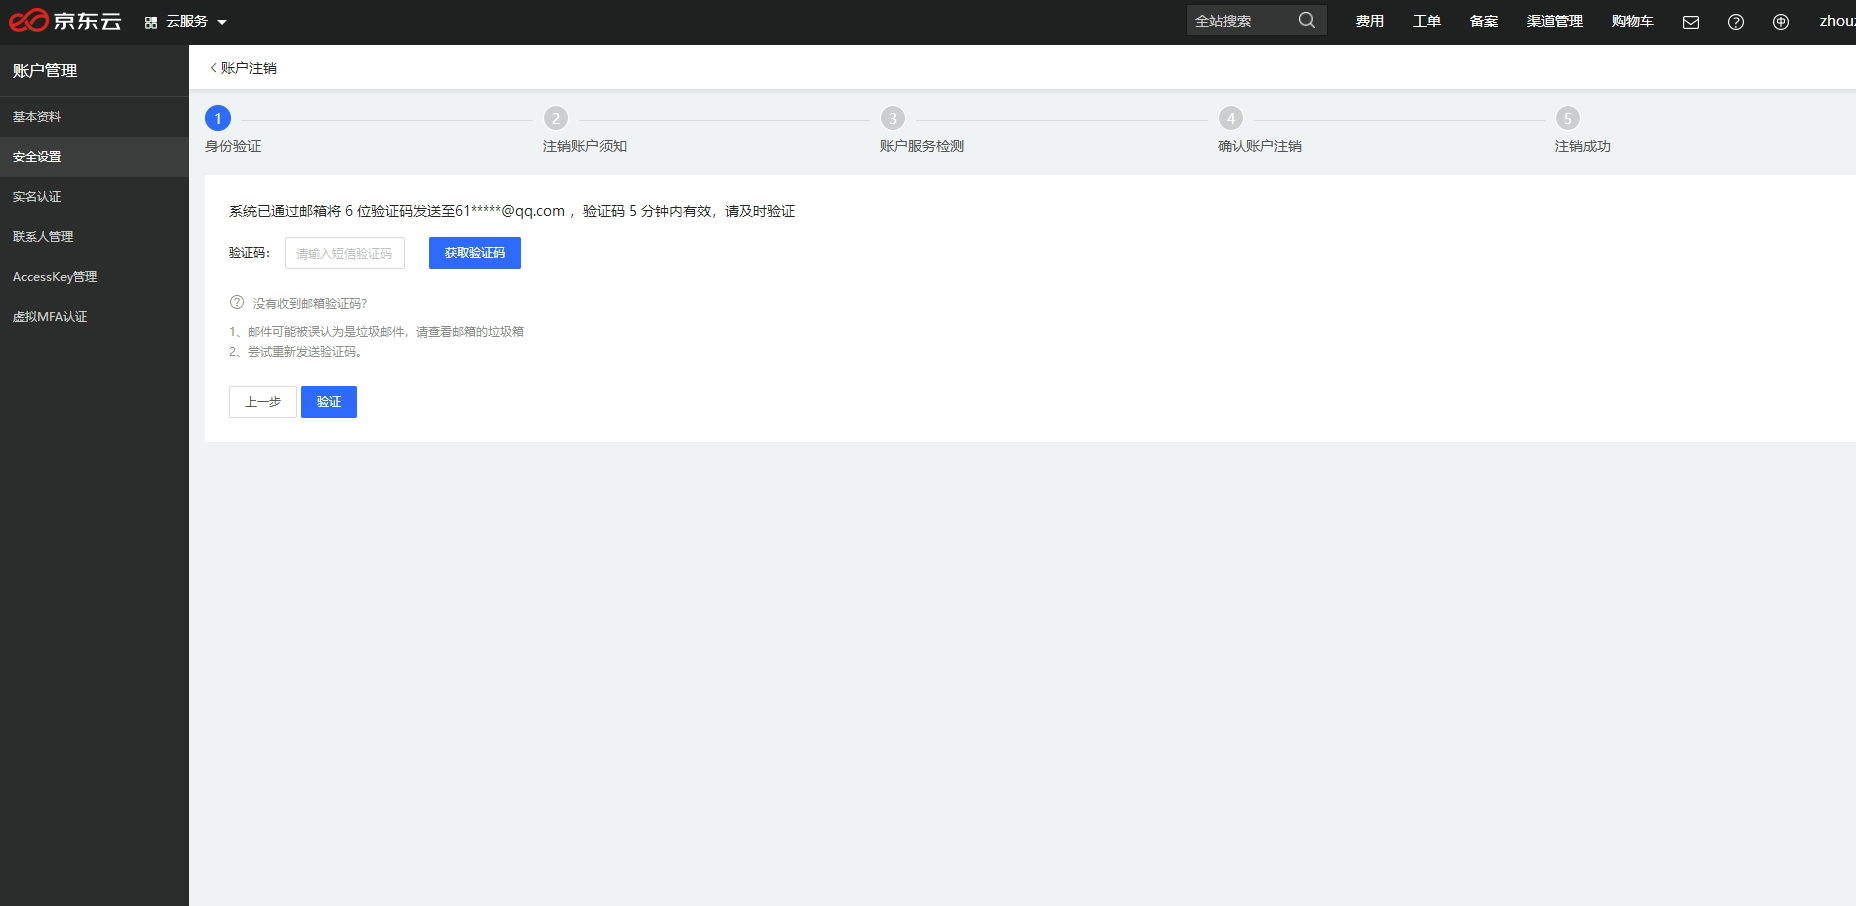 京东云
云服务
全站搜索
费用
工单
备案
渠道管理
购物车
zhouz
账户管理
基本资料
安全设置
实名认证
联系人管理
AccessKey管理
虚拟MFA认证
账户注销
1
身份验证
2
注销账户须知
3
账户服务检测
4
确认账户注销
5
注销成功
系统已通过邮箱将 6 位验证码发送至61*****@qq.com ，验证码 5 分钟内有效，请及时验证
验证码：
请输入短信验证码
获取验证码
没有收到邮箱验证码?
1、邮件可能被误认为是垃圾邮件，请查看邮箱的垃圾箱
2、尝试重新发送验证码。
上一步
验证